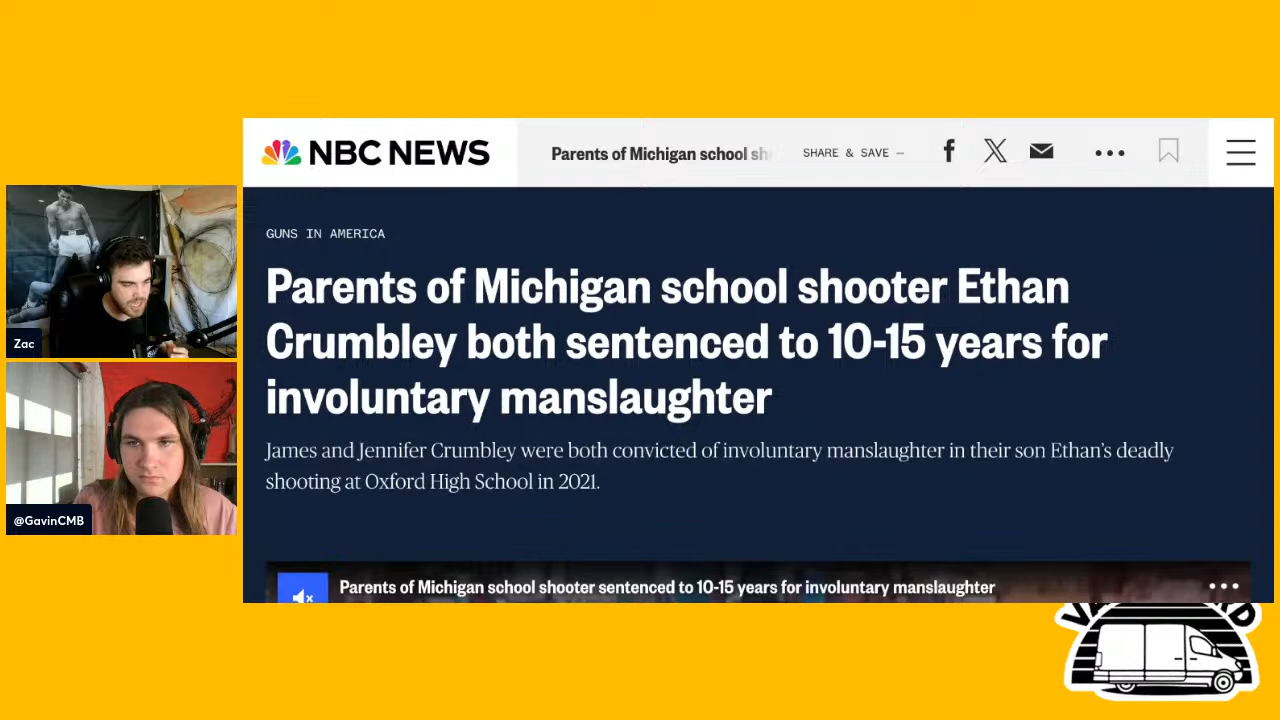 NBC NEWS
Parents of Michigan school
SHARE & SAVE —
GUNS IN AMERICA
Parents of Michigan school shooter Ethan
Crumbley both sentenced to 10-15 years for
involuntary manslaughter
James and Jennifer Crumbley were both convicted of involuntary manslaughter in their son Ethan's deadly
shooting at Oxford High School in 2021.
Parents of Michigan school shooter sentenced to 10-15 years for involuntary manslaughter
Zac
@GavinCMB